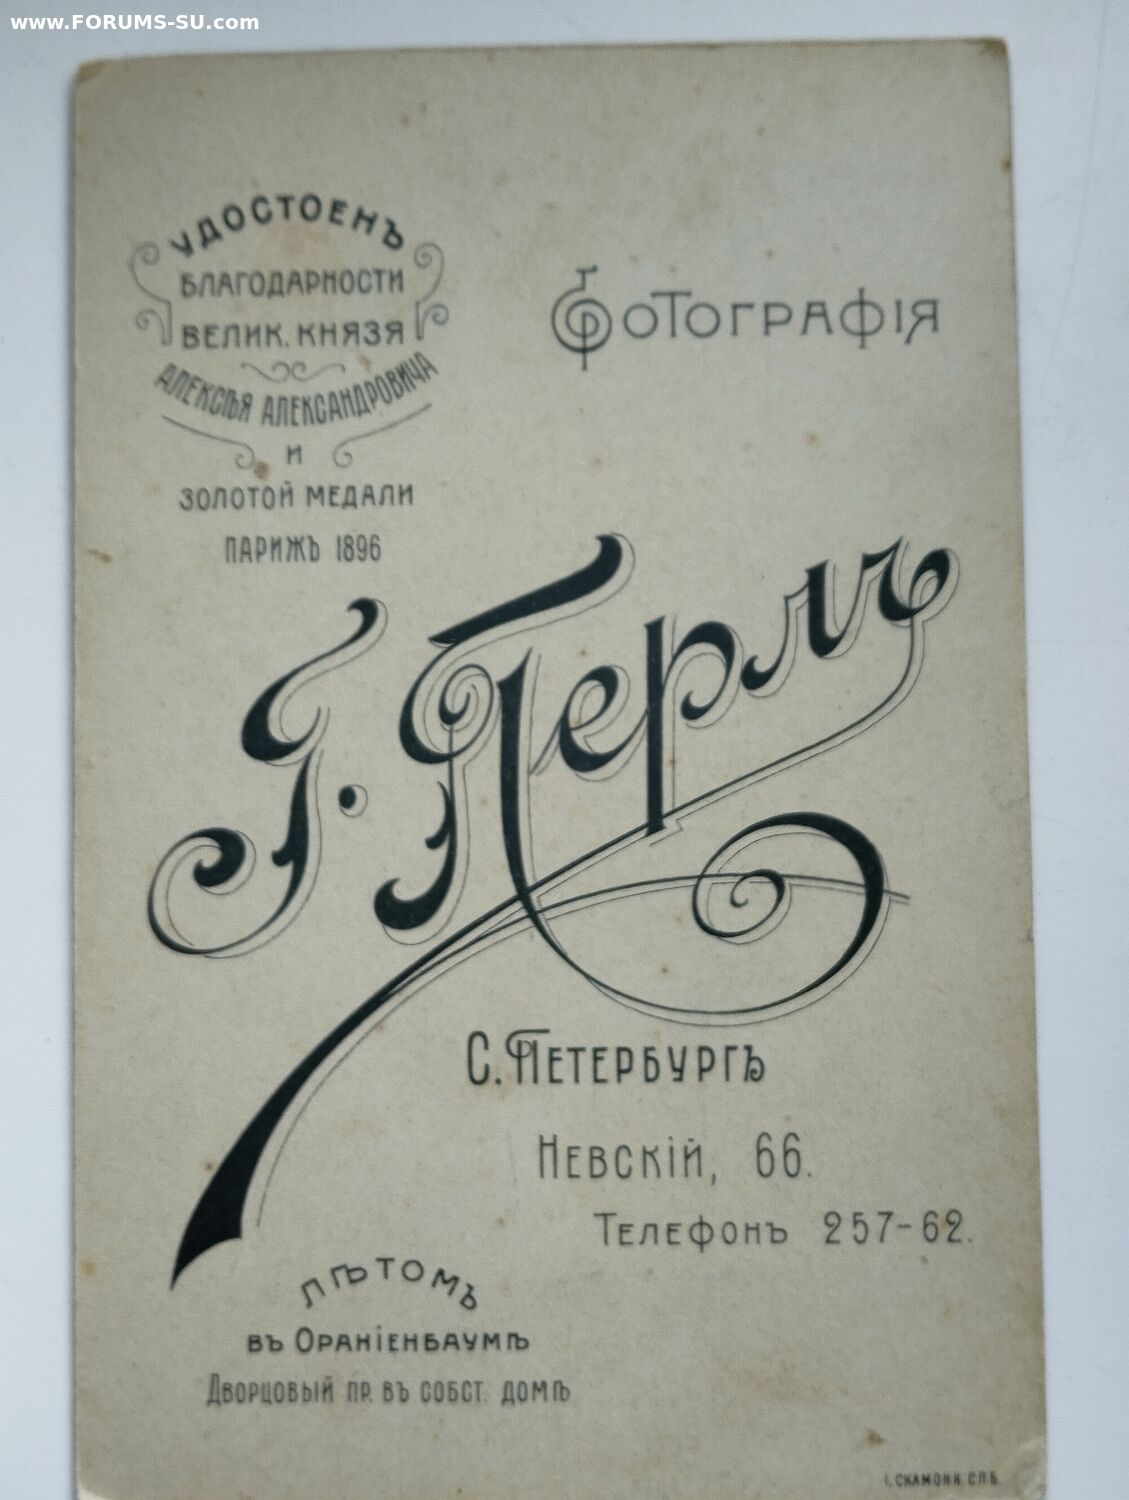 www.FORUMS-SU.com
УДОСТОЕНЪ
БЛАГОДАРНОСТИ
ВЕЛИК. КНЯЗЯ
АЛЕКСѢЯ АЛЕКСАНДРОВИЧА
И
ЗОЛОТОЙ МЕДАЛИ
ПАРИЖЪ 1896
ФОТОГРАФІЯ
Г. Перлъ
С. ПЕТЕРБУРГЪ
НЕВСКІЙ, 66.
ТЕЛЕФОНЪ 257-62.
ЛѢТОМЪ
ВЪ ОРАНІЕНБАУМѢ
ДВОРЦОВЫЙ ПР. ВЪ СОБСТ. ДОМѢ
І. СКАМОНИ С.П.Б.